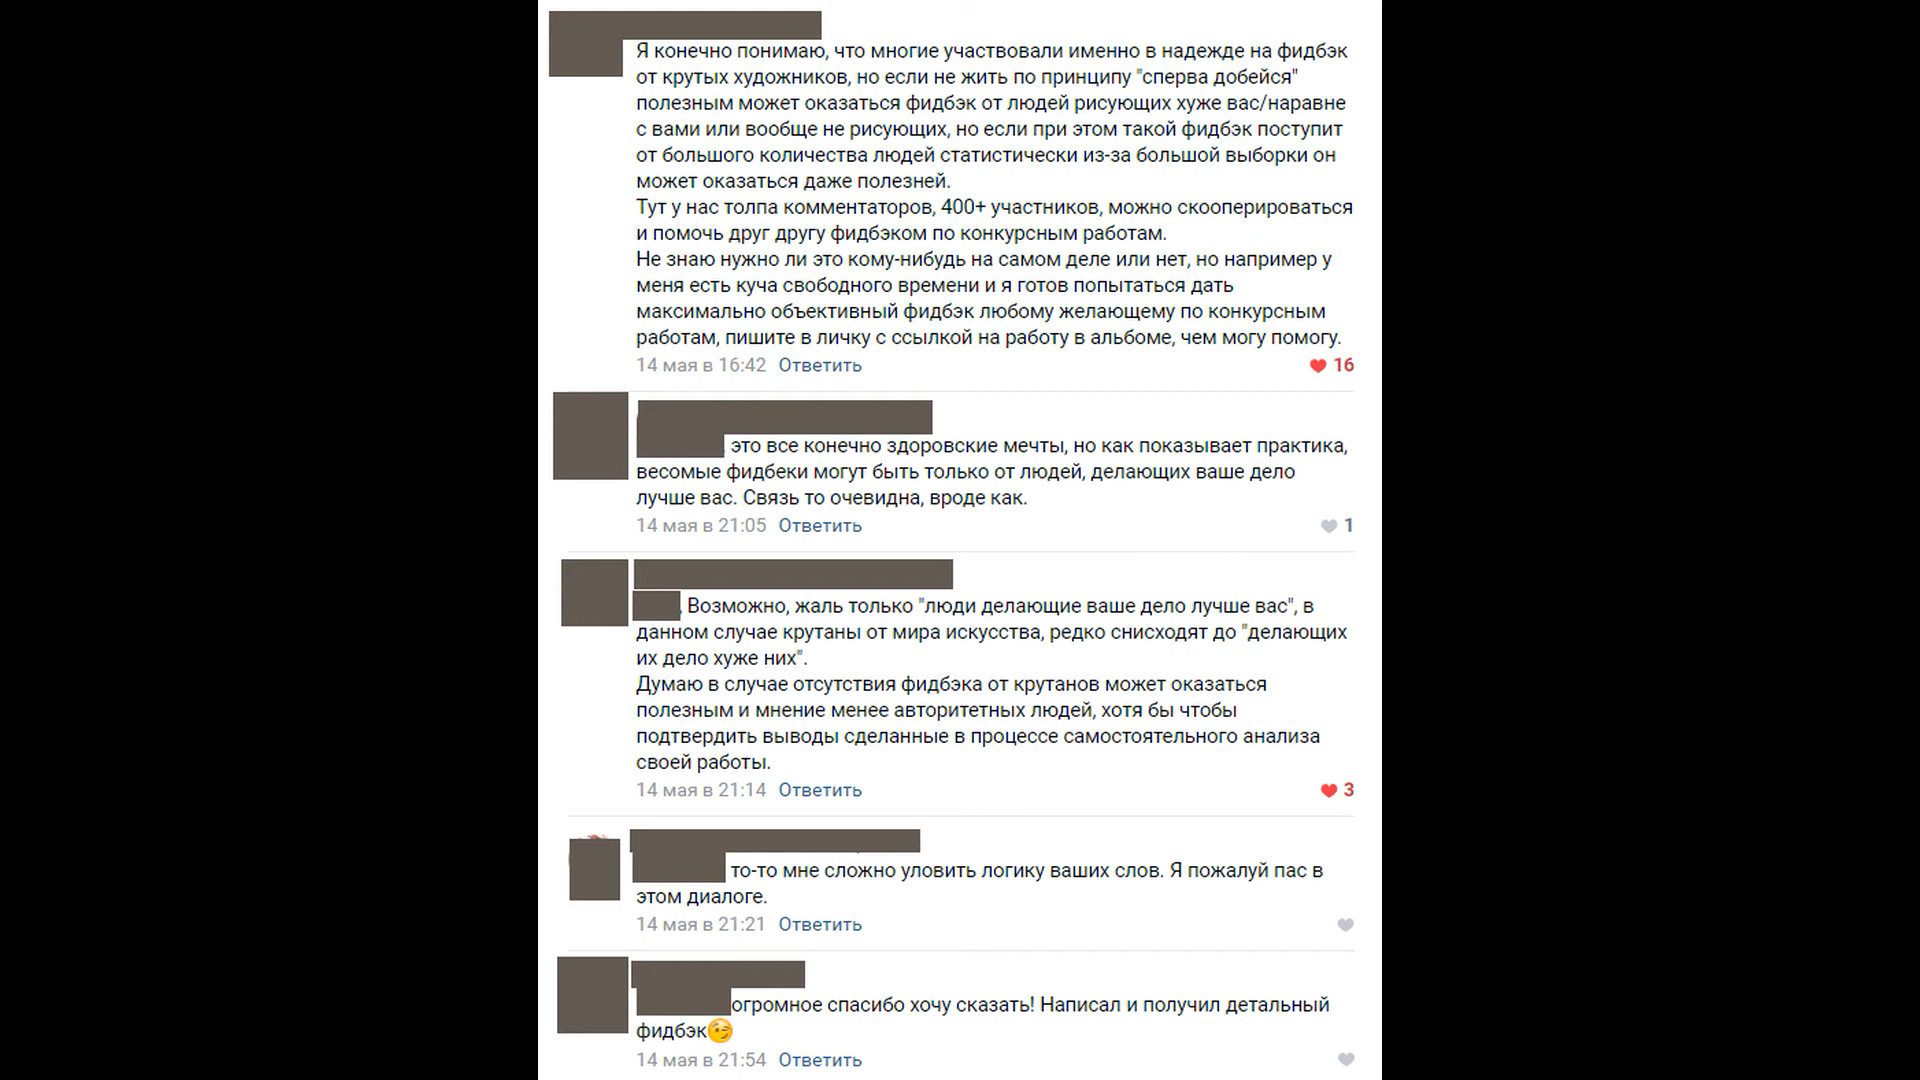 Я конечно понимаю, что многие участвовали именно в надежде на фидбэк
от крутых художников, но если не жить по принципу "сперва добейся"
полезным может оказаться фидбэк от людей рисующих хуже вас/наравне
с вами или вообще не рисующих, но если при этом такой фидбэк поступит
от большого количества людей статистически из-за большой выборки он
может оказаться даже полезней.
Тут у нас толпа комментаторов, 400+ участников, можно скооперироваться
и помочь друг другу фидбэком по конкурсным работам.
Не знаю нужно ли это кому-нибудь на самом деле или нет, но например у
меня есть куча свободного времени и я готов попытаться дать
максимально объективный фидбэк любому желающему по конкурсным
работам, пишите в личку с ссылкой на работу в альбоме, чем могу помогу.
14 мая в 16:42 Ответить 16
, это все конечно здоровские мечты, но как показывает практика,
весомые фидбеки могут быть только от людей, делающих ваше дело
лучше вас. Связь то очевидна, вроде как.
14 мая в 21:05 Ответить 1
, Возможно, жаль только "люди делающие ваше дело лучше вас", в
данном случае крутаны от мира искусства, редко снисходят до "делающих
их дело хуже них".
Думаю в случае отсутствия фидбэка от крутанов может оказаться
полезным и мнение менее авторитетных людей, хотя бы чтобы
подтвердить выводы сделанные в процессе самостоятельного анализа
своей работы.
14 мая в 21:14 Ответить 3
то-то мне сложно уловить логику ваших слов. Я пожалуй пас в
этом диалоге.
14 мая в 21:21 Ответить
огромное спасибо хочу сказать! Написал и получил детальный
фидбэк😉
14 мая в 21:54 Ответить